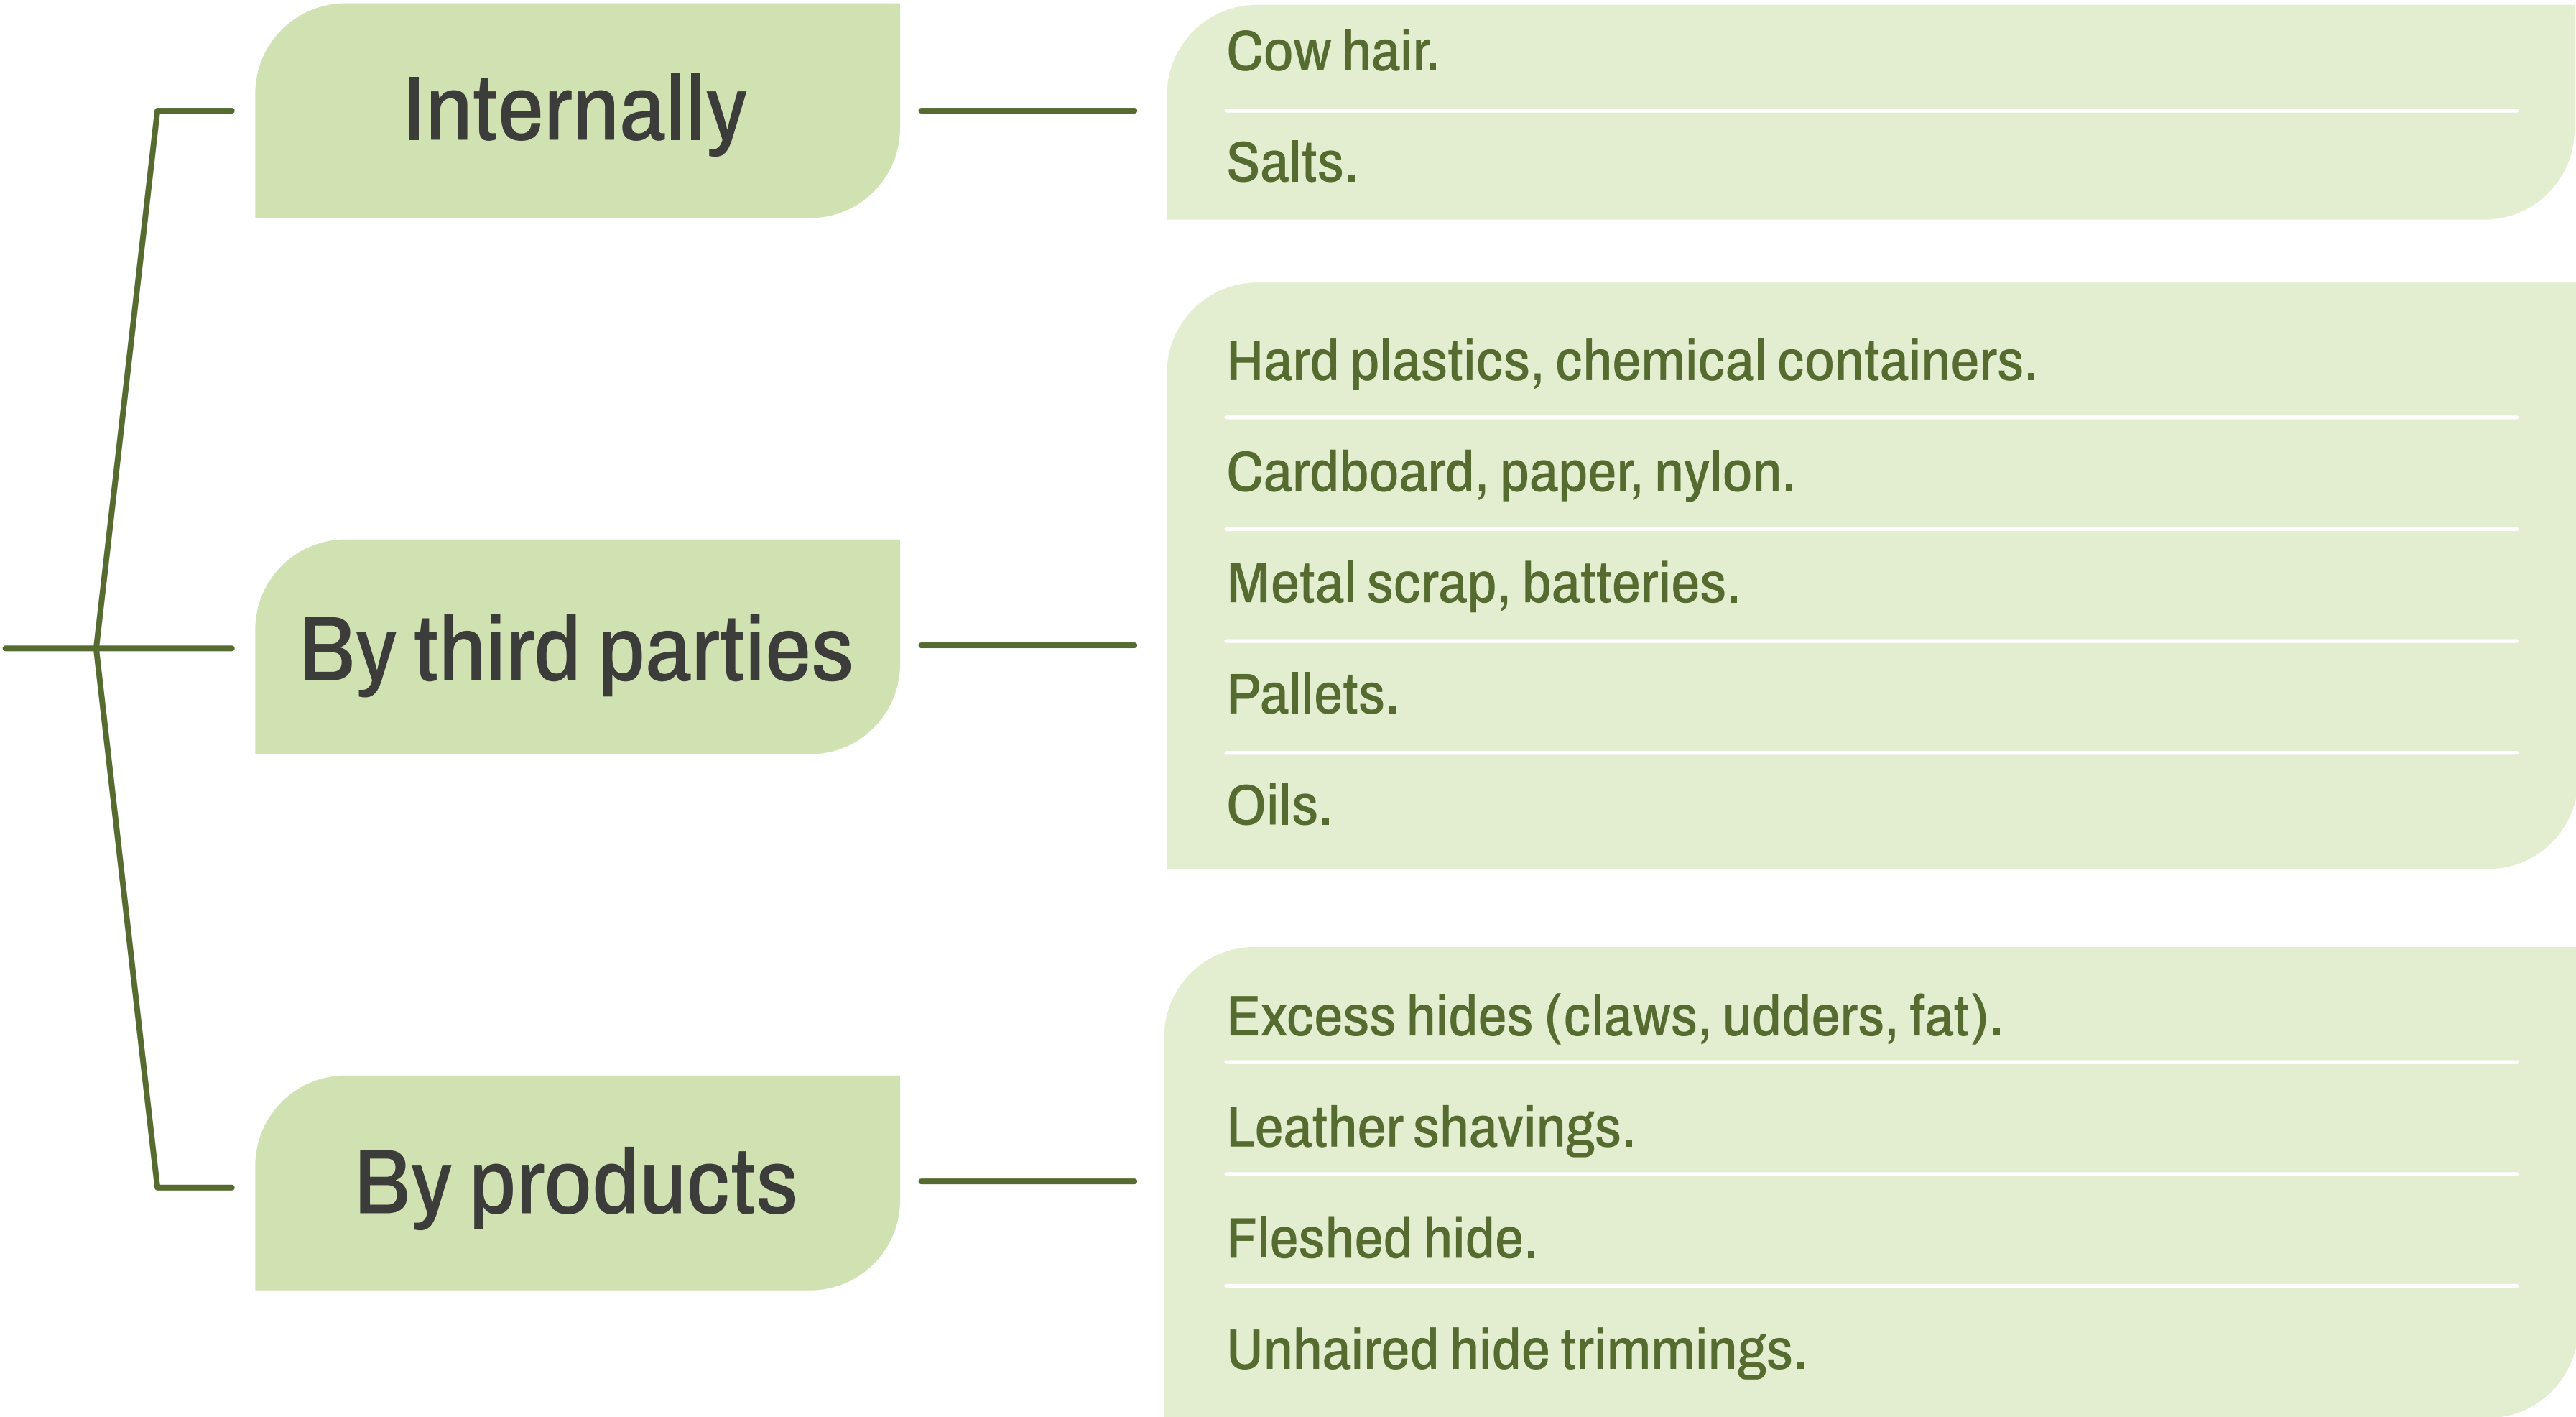 Internally
Cow hair.
Salts.
By third parties
Hard plastics, chemical containers.
Cardboard, paper, nylon.
Metal scrap, batteries.
Pallets.
Oils.
By products
Excess hides (claws, udders, fat).
Leather shavings.
Fleshed hide.
Unhaired hide trimmings.